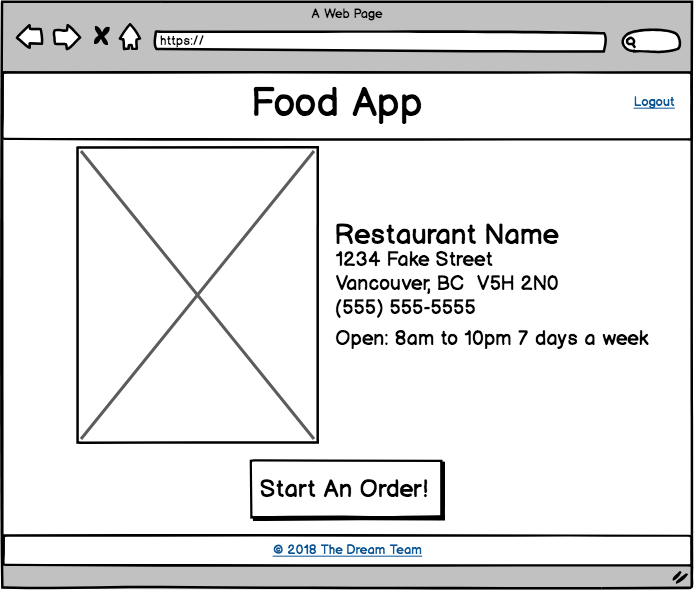 A Web Page
https://
Food App
Logout
Restaurant Name
1234 Fake Street
Vancouver, BC  V5H 2N0
(555) 555-5555
Open: 8am to 10pm 7 days a week
Start An Order!
© 2018 The Dream Team